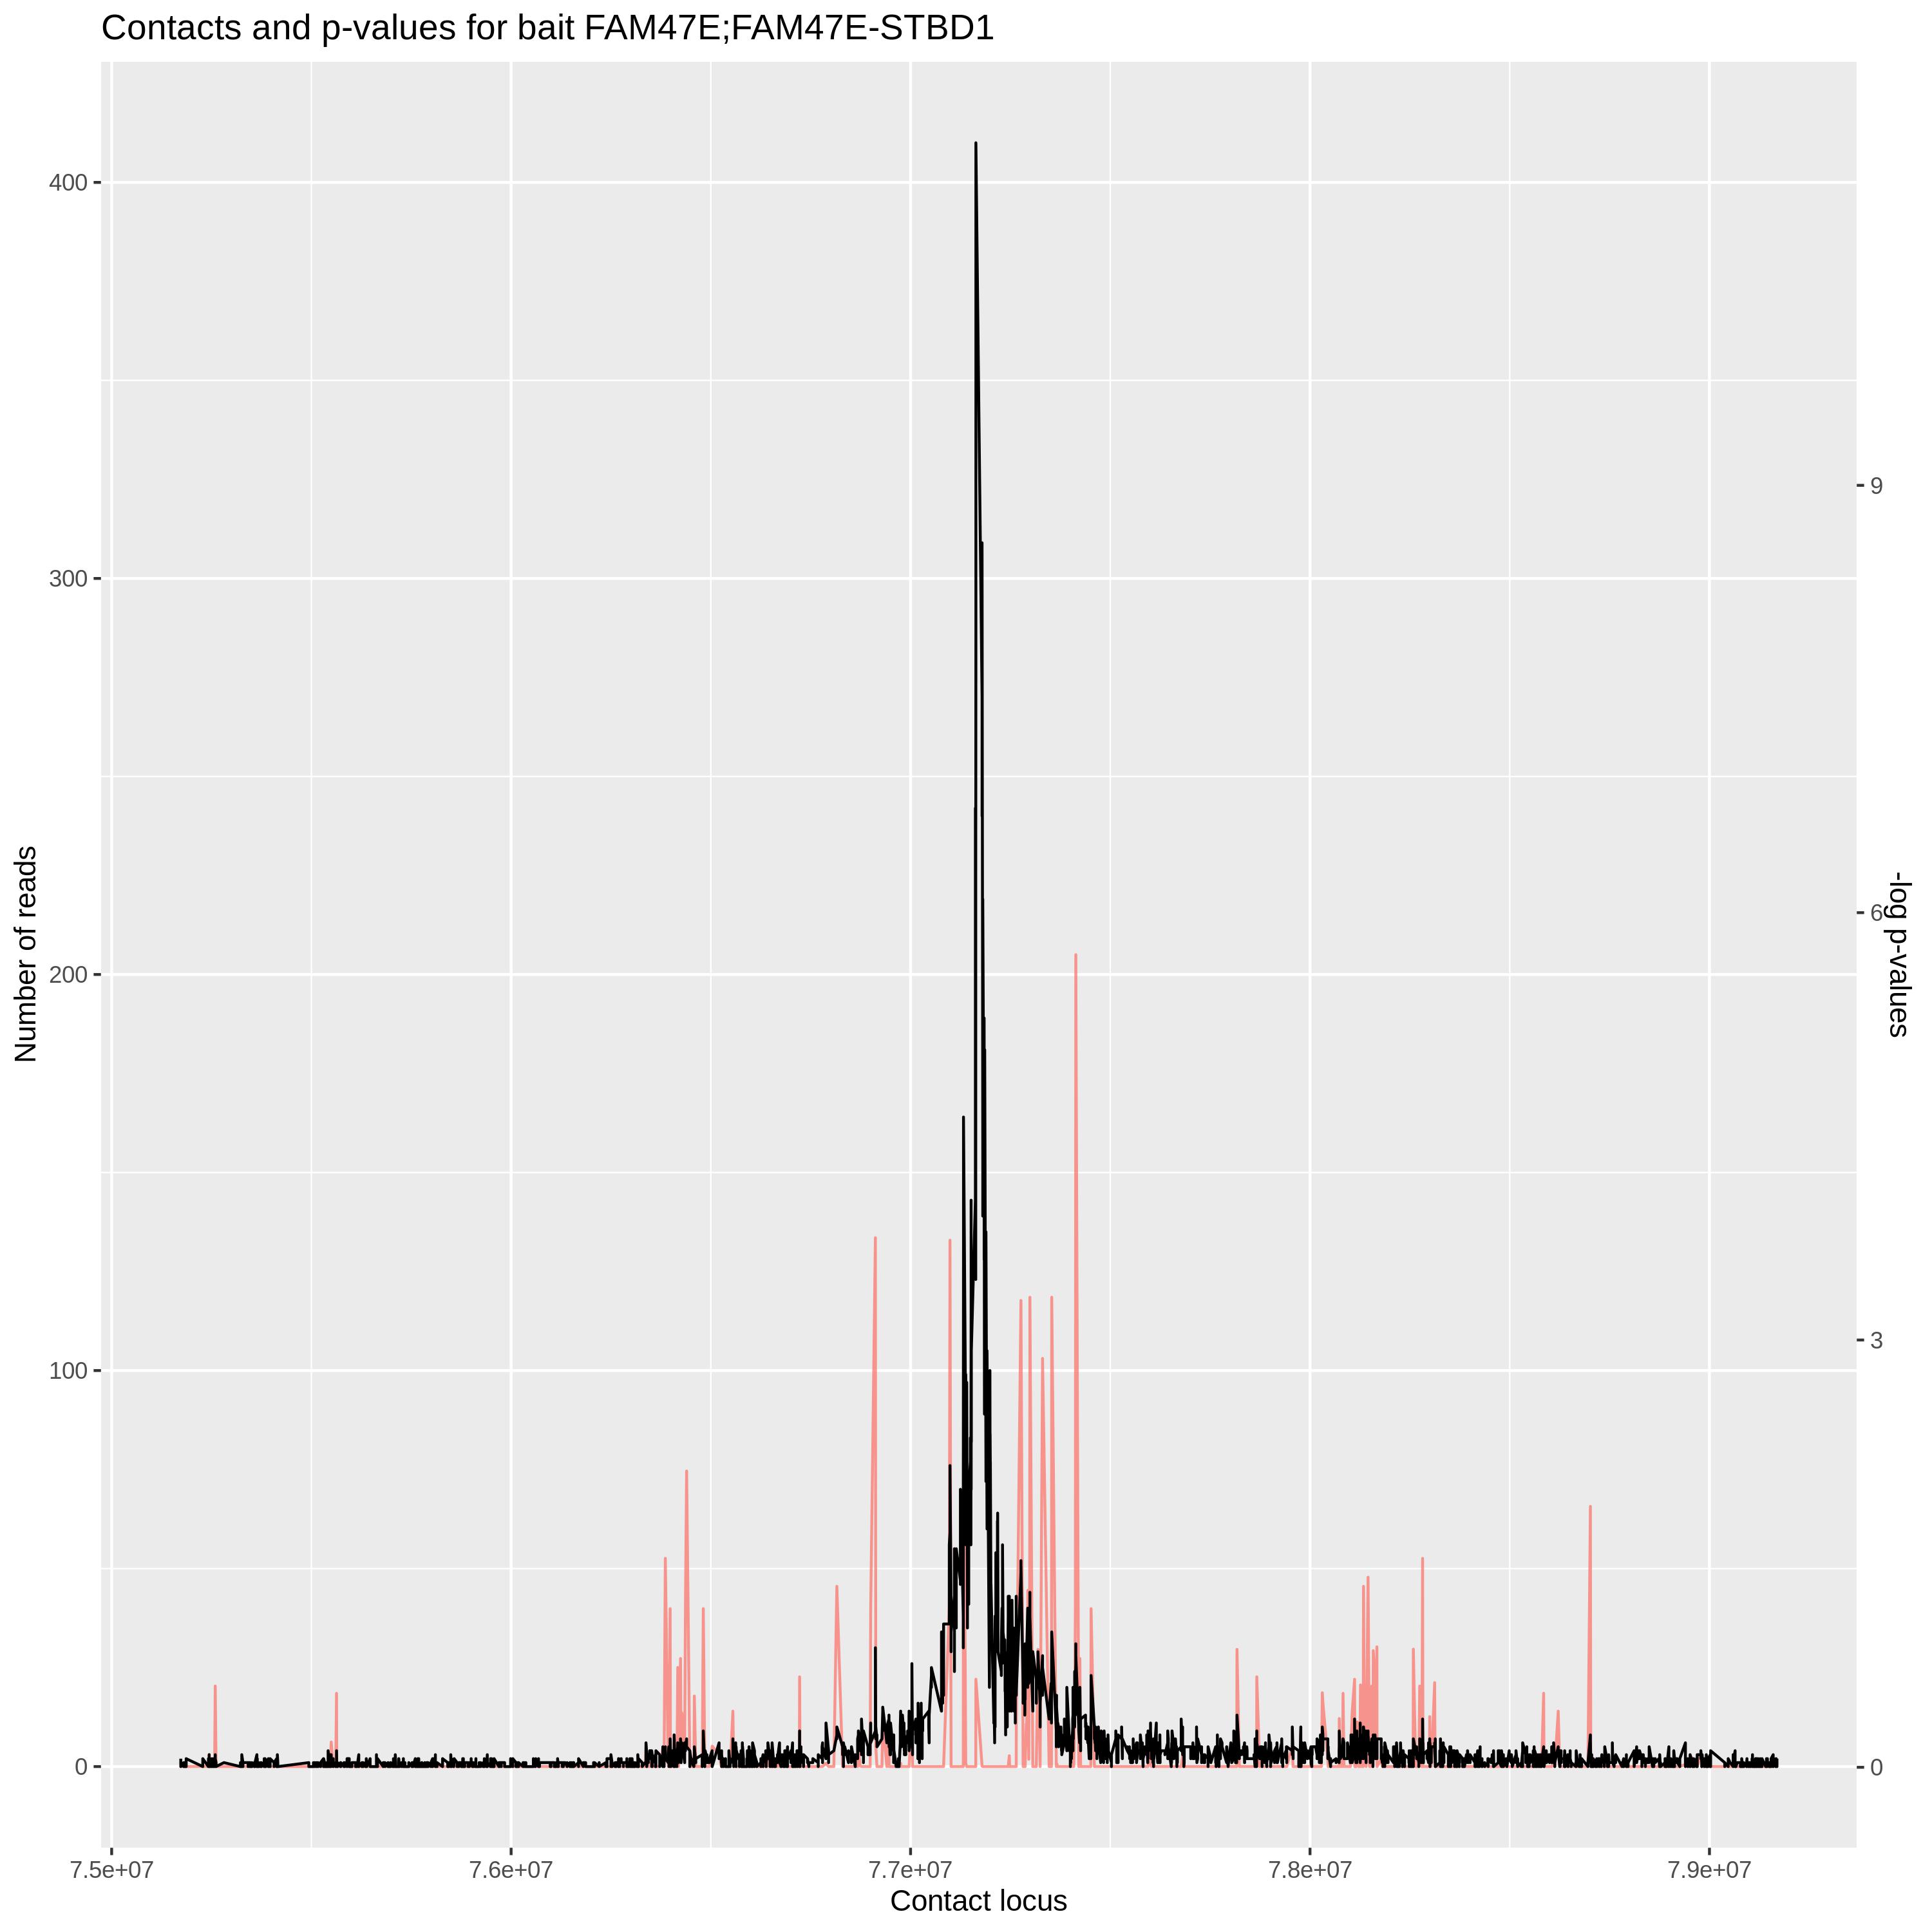 Contacts and p-values for bait FAM47E;FAM47E-STBD1
400
300
200
100
0
Number of reads
9
6
3
0
-log p-values
7.5e+07
7.6e+07
7.7e+07
7.8e+07
7.9e+07
Contact locus